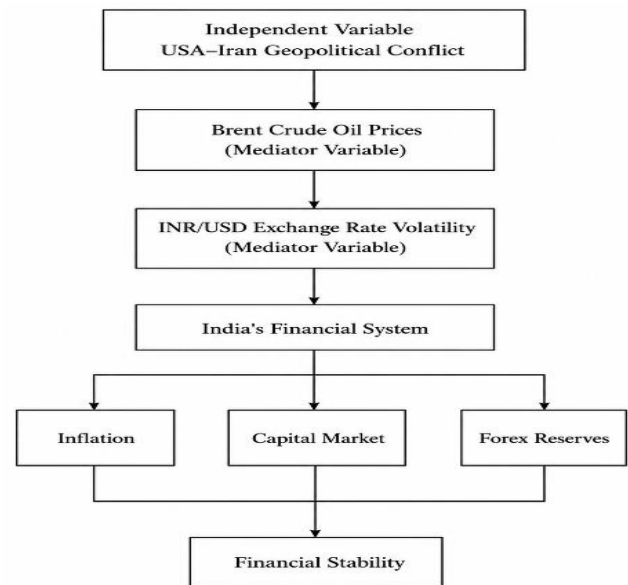 Independent Variable
USA–Iran Geopolitical Conflict
Brent Crude Oil Prices
(Mediator Variable)
INR/USD Exchange Rate Volatility
(Mediator Variable)
India's Financial System
Inflation
Capital Market
Forex Reserves
Financial Stability